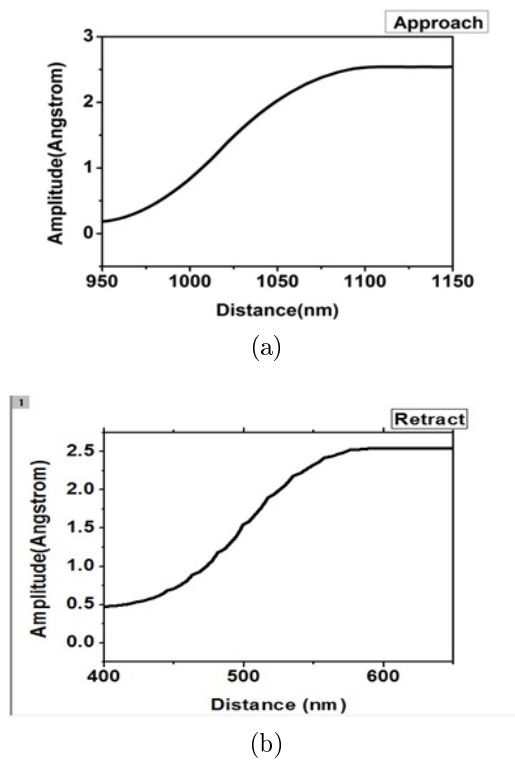 Approach
Amplitude(Angstrom)
3
2
1
0
950 1000 1050 1100 1150
Distance(nm)
(a)
1
Retract
Amplitude(Angstrom)
2.5
2.0
1.5
1.0
0.5
0.0
400 500 600
Distance (nm)
(b)